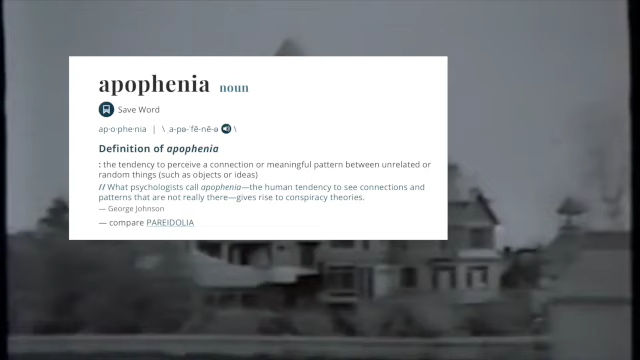 apophenia noun
Save Word
ap·o·phe·nia | \ a-pə-ˈfē-nē-ə \
Definition of apophenia
: the tendency to perceive a connection or meaningful pattern between unrelated or
random things (such as objects or ideas)
// What psychologists call apophenia—the human tendency to see connections and
patterns that are not really there—gives rise to conspiracy theories.
— George Johnson
— compare PAREIDOLIA